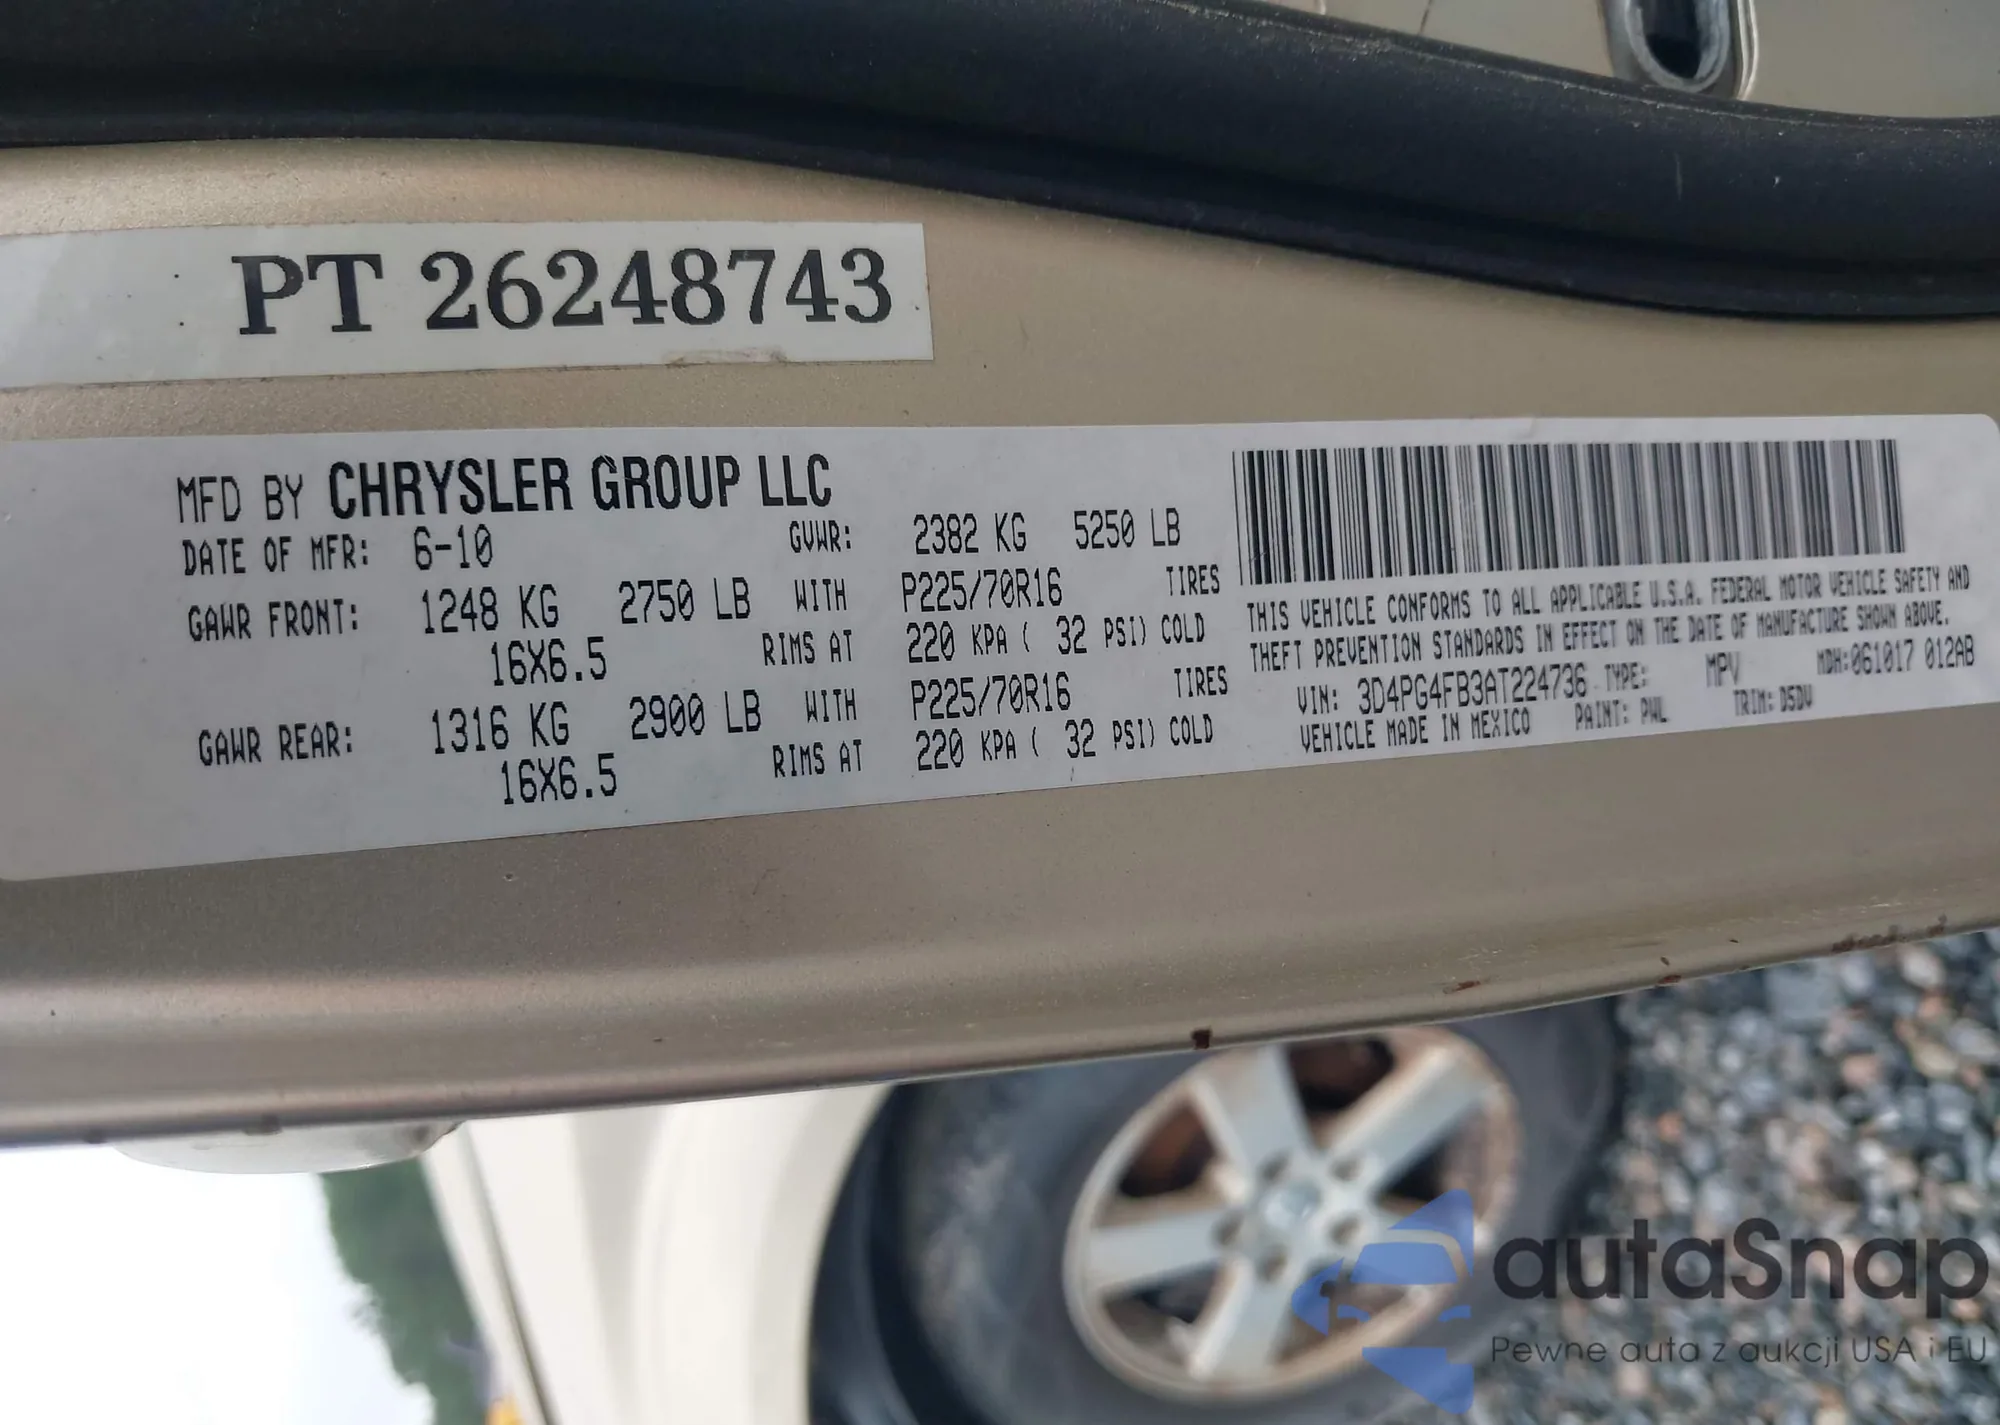 PT 26248743
MFD BY CHRYSLER GROUP LLC
DATE OF MFR: 6-10 GVWR: 2382 KG 5250 LB
GAWR FRONT: 1248 KG 2750 LB WITH P225/70R16 TIRES
16X6.5 RIMS AT 220 KPA ( 32 PSI) COLD
GAWR REAR: 1316 KG 2900 LB WITH P225/70R16 TIRES
16X6.5 RIMS AT 220 KPA ( 32 PSI) COLD
THIS VEHICLE CONFORMS TO ALL APPLICABLE U.S.A. FEDERAL MOTOR VEHICLE SAFETY AND
THEFT PREVENTION STANDARDS IN EFFECT ON THE DATE OF MANUFACTURE SHOWN ABOVE.
VIN: 3D4PG4FB3AT224736 TYPE: MPV MDH:061017 012AB
VEHICLE MADE IN MEXICO PAINT: PWL TRIM: D5DV
autaSnap
Pewne auta z aukcji USA i EU